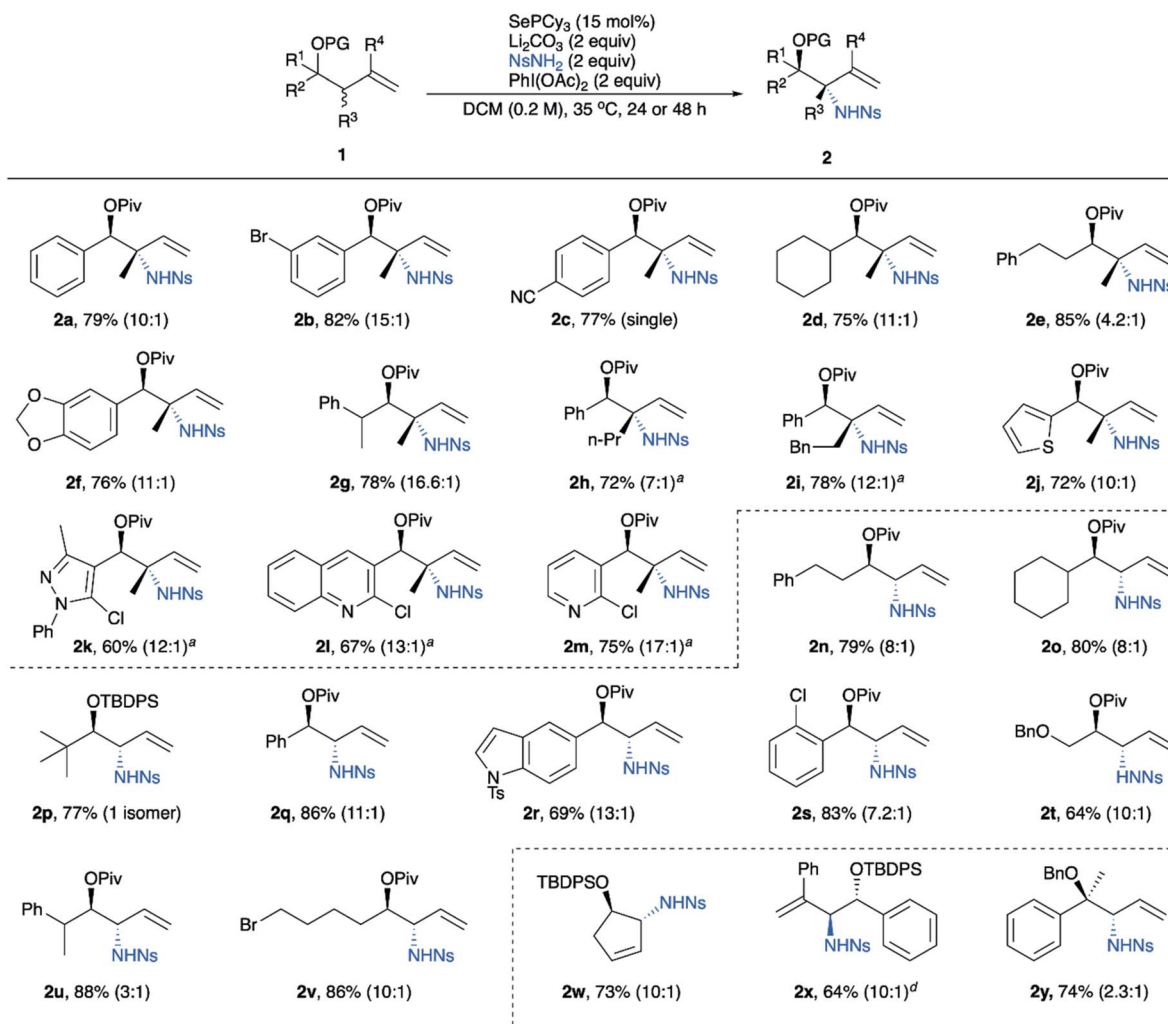 SePCy₃ (15 mol%)
Li₂CO₃ (2 equiv)
NsNH₂ (2 equiv)
PhI(OAc)₂ (2 equiv)
DCM (0.2 M), 35 °C, 24 or 48 h
OPG R⁴
R¹
R²
R³
1
OPG R⁴
R¹
R²
R³ NHNs
2
OPiv
NHNs
2a, 79% (10:1)
Br OPiv
NHNs
2b, 82% (15:1)
OPiv
NC NHNs
2c, 77% (single)
OPiv
NHNs
2d, 75% (11:1)
OPiv
Ph
NHNs
2e, 85% (4.2:1)
OPiv
O
O NHNs
2f, 76% (11:1)
OPiv
Ph
NHNs
2g, 78% (16.6:1)
OPiv
Ph
n-Pr NHNs
2h, 72% (7:1)ᵃ
OPiv
Ph
Bn NHNs
2i, 78% (12:1)ᵃ
OPiv
S NHNs
2j, 72% (10:1)
OPiv
N
N NHNs
Cl
Ph
2k, 60% (12:1)ᵃ
OPiv
NHNs
N Cl
2l, 67% (13:1)ᵃ
OPiv
NHNs
N Cl
2m, 75% (17:1)ᵃ
OPiv
Ph
NHNs
2n, 79% (8:1)
OPiv
NHNs
2o, 80% (8:1)
OTBDPS
NHNs
2p, 77% (1 isomer)
OPiv
Ph
NHNs
2q, 86% (11:1)
OPiv
NHNs
N
Ts
2r, 69% (13:1)
Cl OPiv
NHNs
2s, 83% (7.2:1)
OPiv
BnO
HNNs
2t, 64% (10:1)
OPiv
Ph
NHNs
2u, 88% (3:1)
OPiv
Br
NHNs
2v, 86% (10:1)
TBDPSO
NHNs
2w, 73% (10:1)
Ph OTBDPS
NHNs
2x, 64% (10:1)ᵈ
BnO
NHNs
2y, 74% (2.3:1)